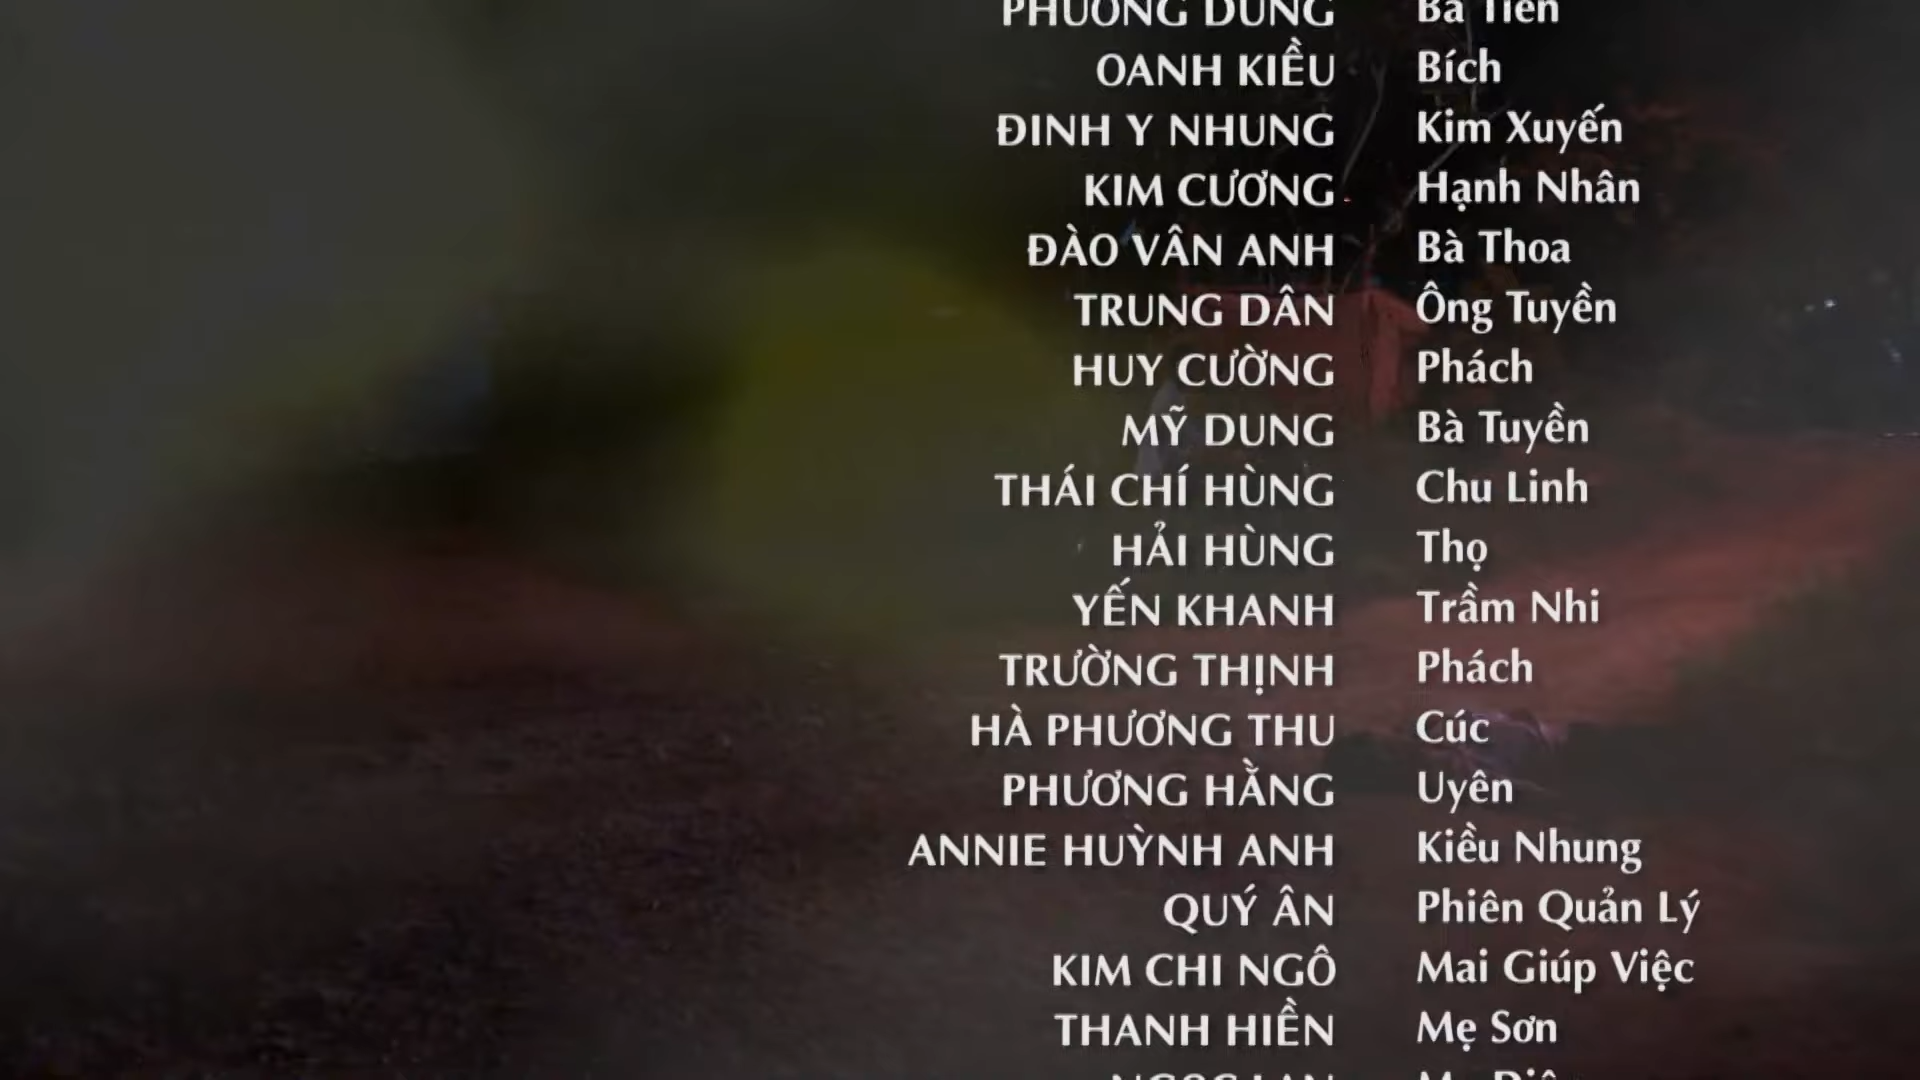 OANH KIỀU Bích
ĐINH Y NHUNG Kim Xuyến
KIM CƯƠNG Hạnh Nhân
ĐÀO VÂN ANH Bà Thoa
TRUNG DÂN Ông Tuyền
HUY CƯỜNG Phách
MỸ DUNG Bà Tuyền
THÁI CHÍ HÙNG Chu Linh
HẢI HÙNG Thọ
YẾN KHANH Trầm Nhi
TRƯỜNG THỊNH Phách
HÀ PHƯƠNG THU Cúc
PHƯƠNG HẰNG Uyên
ANNIE HUỲNH ANH Kiều Nhung
QUÝ ÂN Phiên Quản Lý
KIM CHI NGÔ Mai Giúp Việc
THANH HIỀN Mẹ Sơn